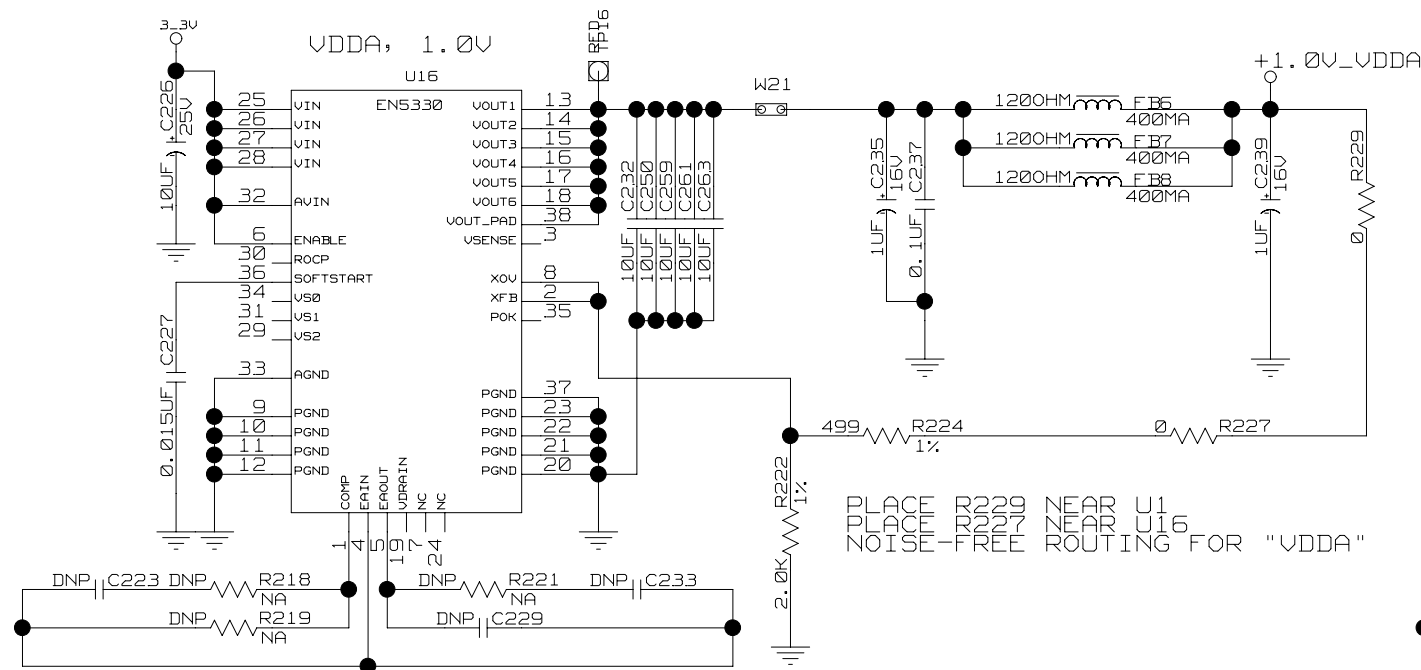 3_3V
VDDA, 1.0V
RED
TP16
+1.0V_VDDA
U16
EN5330
C226
25V
10UF
25 VIN
26 VIN
27 VIN
28 VIN
32 AVIN
6 ENABLE
30 ROCP
36 SOFTSTART
34 VS0
31 VS1
29 VS2
33 AGND
9 PGND
10 PGND
11 PGND
12 PGND
VOUT1 13
VOUT2 14
VOUT3 15
VOUT4 16
VOUT5 17
VOUT6 18
VOUT_PAD 38
VSENSE 3
XOV 8
XFB 2
POK 35
PGND 37
PGND 23
PGND 22
PGND 21
PGND 20
COMP 1
EAIN 4
EAOUT 5
VDRAIN 19
NC 7
NC 24
C227
0.015UF
C232
10UF
C250
10UF
C259
10UF
C261
10UF
C263
10UF
W21
C235
16V
1UF
C237
0.1UF
120OHM FB6
400MA
FB7
400MA
120OHM FB8
400MA
C239
16V
1UF
R229
0
499 R224
1%
0 R227
R222
1%
2.0K
PLACE R229 NEAR U1
PLACE R227 NEAR U16
NOISE-FREE ROUTING FOR "VDDA"
DNP C223 DNP R218
NA
DNP R219
NA
DNP R221
NA
DNP C233
DNP C229